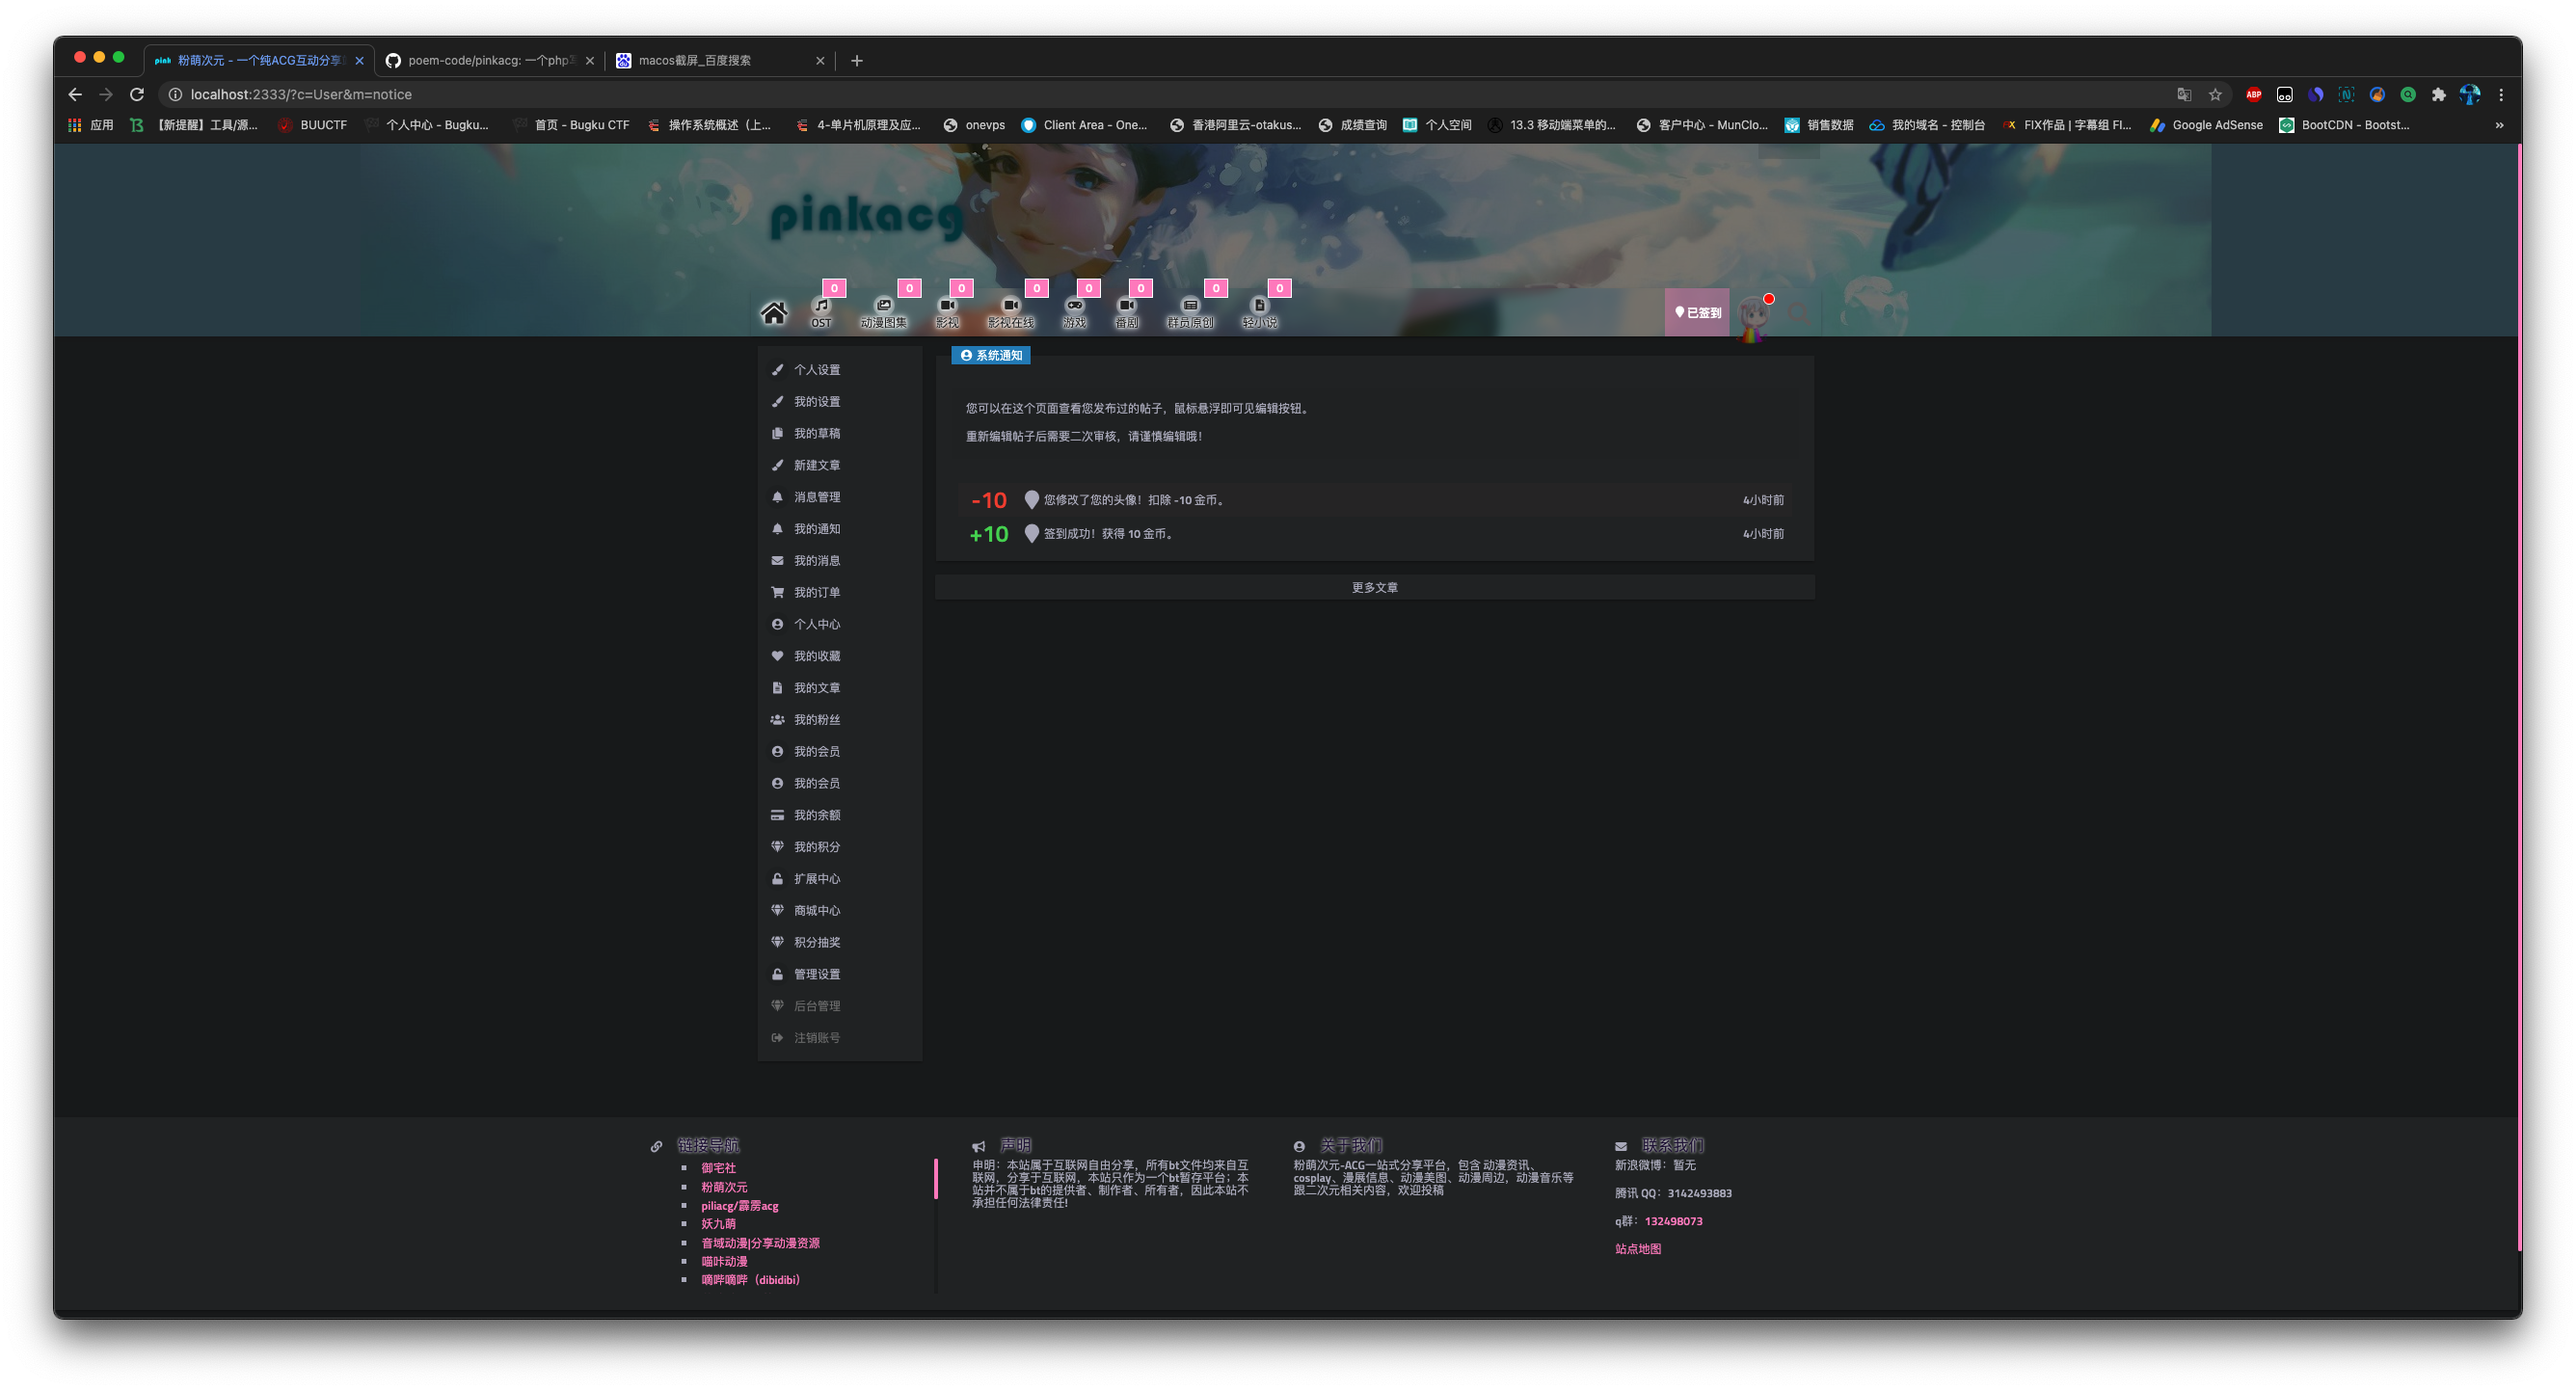 pink 粉萌次元 - 一个纯ACG互动分享
poem-code/pinkacg: 一个php
macos截屏_百度搜索
localhost:2333/?c=User&m=notice
ABP
应用
【新提醒】工具/源...
BUUCTF
个人中心 - Bugku...
首页 - Bugku CTF
操作系统概述（上...
4-单片机原理及应...
onevps
Client Area - One...
香港阿里云-otakus...
成绩查询
个人空间
13.3 移动端菜单的...
客户中心 - MunClo...
销售数据
我的域名 - 控制台
FIX作品 | 字幕组 FI...
Google AdSense
BootCDN - Bootst...
»
pinkacg
0 0 0 0 0 0 0 0
OST 动漫图集 影视 影视在线 游戏 番剧 群员原创 轻小说
已签到
个人设置
我的设置
我的草稿
新建文章
消息管理
我的通知
我的消息
我的订单
个人中心
我的收藏
我的文章
我的粉丝
我的会员
我的会员
我的余额
我的积分
扩展中心
商城中心
积分抽奖
管理设置
后台管理
注销账号
系统通知
您可以在这个页面查看您发布过的帖子，鼠标悬浮即可见编辑按钮。
重新编辑帖子后需要二次审核，请谨慎编辑哦！
-10 您修改了您的头像！扣除 -10 金币。 4小时前
+10 签到成功！获得 10 金币。 4小时前
更多文章
链接导航
御宅社
粉萌次元
piliacg/霹雳acg
妖九萌
音域动漫|分享动漫资源
喵咔动漫
嘀哔嘀哔（dibidibi）
声明
申明：本站属于互联网自由分享，所有bt文件均来自互
联网，分享于互联网，本站只作为一个bt暂存平台；本
站并不属于bt的提供者、制作者、所有者，因此本站不
承担任何法律责任!
关于我们
粉萌次元-ACG一站式分享平台，包含 动漫资讯、
cosplay、漫展信息、动漫美图、动漫周边，动漫音乐等
跟二次元相关内容，欢迎投稿
联系我们
新浪微博：暂无
腾讯 QQ：3142493883
q群：132498073
站点地图